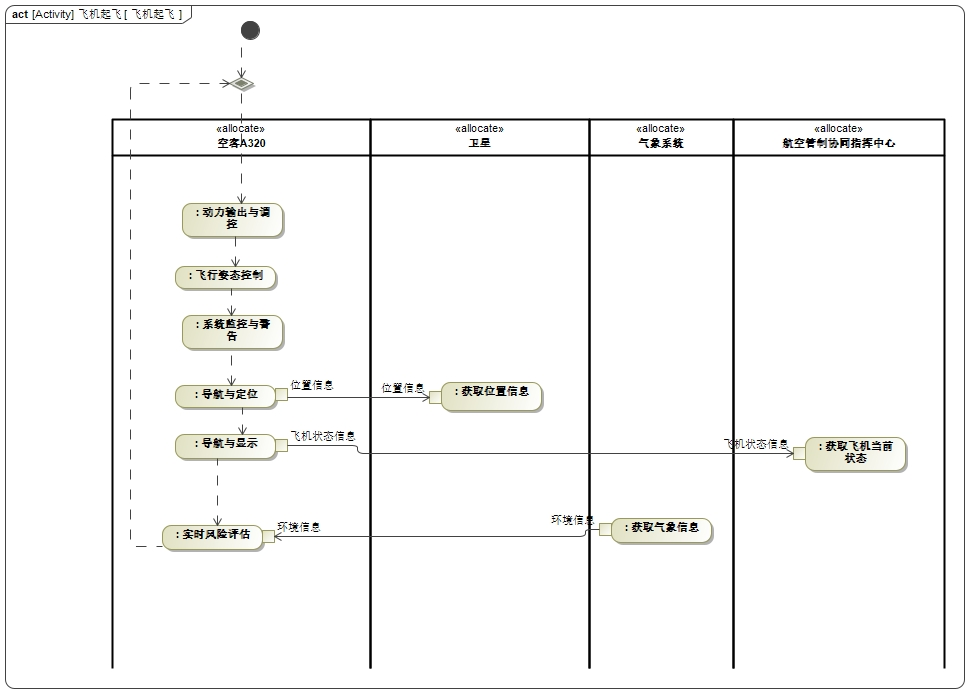 act [Activity] 飞机起飞 [ 飞机起飞 ]
«allocate»
空客A320
«allocate»
卫星
«allocate»
气象系统
«allocate»
航空管制协同指挥中心
: 动力输出与调
控
: 飞行姿态控制
: 系统监控与警
告
: 导航与定位
位置信息
位置信息
: 获取位置信息
: 导航与显示
飞机状态信息
飞机状态信息
: 获取飞机当前
状态
: 实时风险评估
环境信息
环境信息
: 获取气象信息